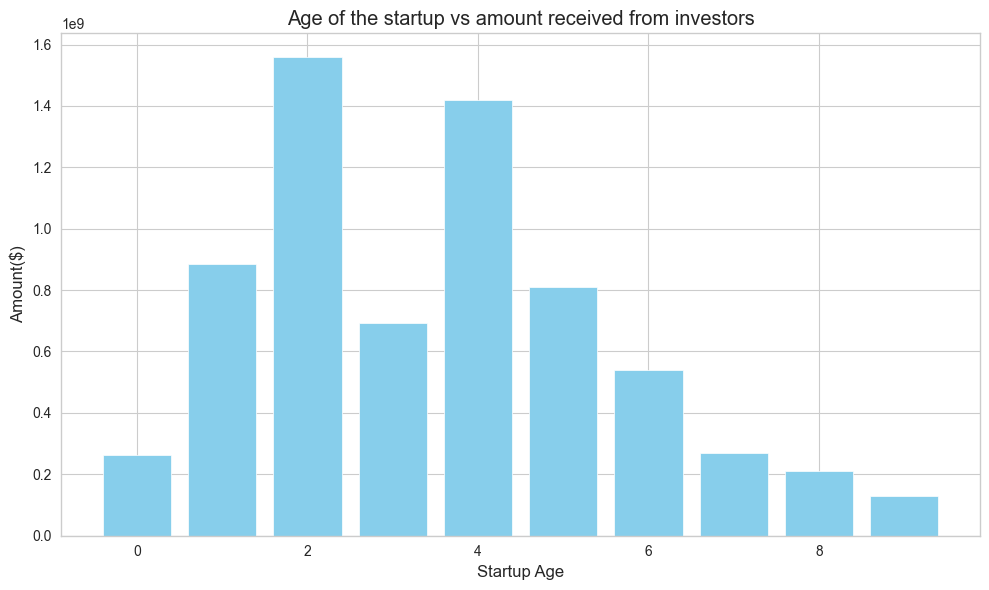 Age of the startup vs amount received from investors
1e9
1.6
1.4
1.2
1.0
0.8
0.6
0.4
0.2
0.0
Amount($)
0 2 4 6 8
Startup Age